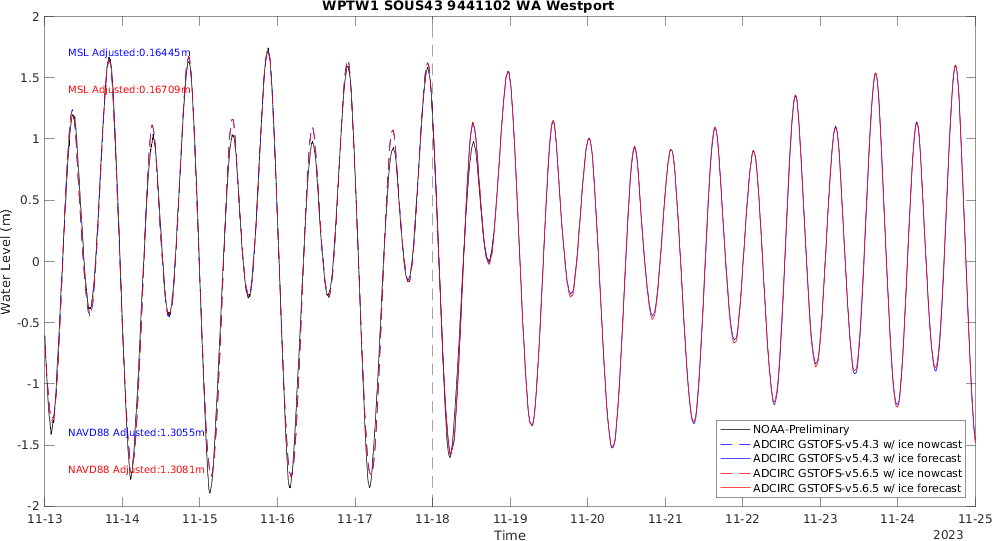 WPTW1 SOUS43 9441102 WA Westport
2
1.5
1
0.5
0
-0.5
-1
-1.5
-2
Water Level (m)
MSL Adjusted:0.16445m
MSL Adjusted:0.16709m
NAVD88 Adjusted:1.3055m
NAVD88 Adjusted:1.3081m
NOAA-Preliminary
ADCIRC GSTOFS-v5.4.3 w/ ice nowcast
ADCIRC GSTOFS-v5.4.3 w/ ice forecast
ADCIRC GSTOFS-v5.6.5 w/ ice nowcast
ADCIRC GSTOFS-v5.6.5 w/ ice forecast
11-13 11-14 11-15 11-16 11-17 11-18 11-19 11-20 11-21 11-22 11-23 11-24 11-25
Time
2023